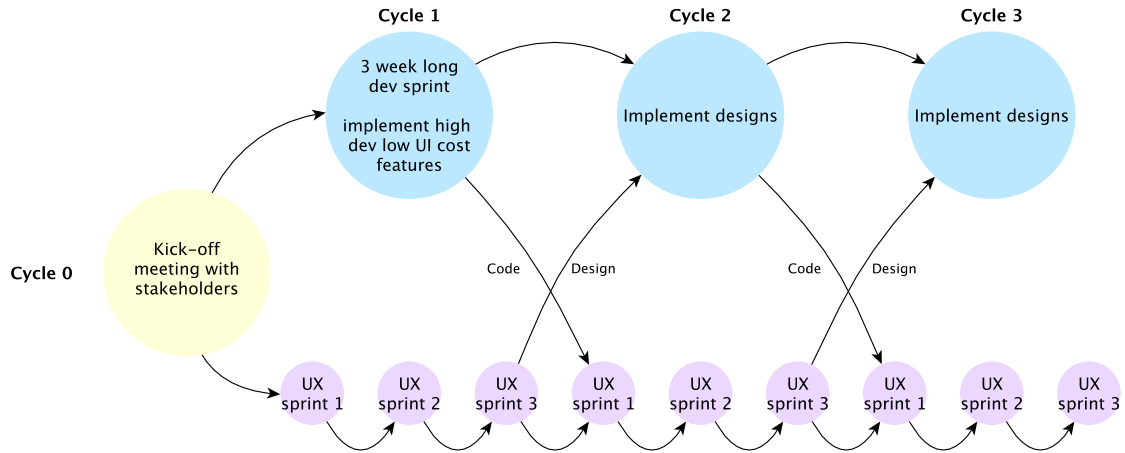 Cycle 1
Cycle 2
Cycle 3
3 week long
dev sprint
implement high
dev low UI cost
features
Implement designs
Implement designs
Cycle 0
Kick-off
meeting with
stakeholders
Code
Design
Code
Design
UX
sprint 1
UX
sprint 2
UX
sprint 3
UX
sprint 1
UX
sprint 2
UX
sprint 3
UX
sprint 1
UX
sprint 2
UX
sprint 3